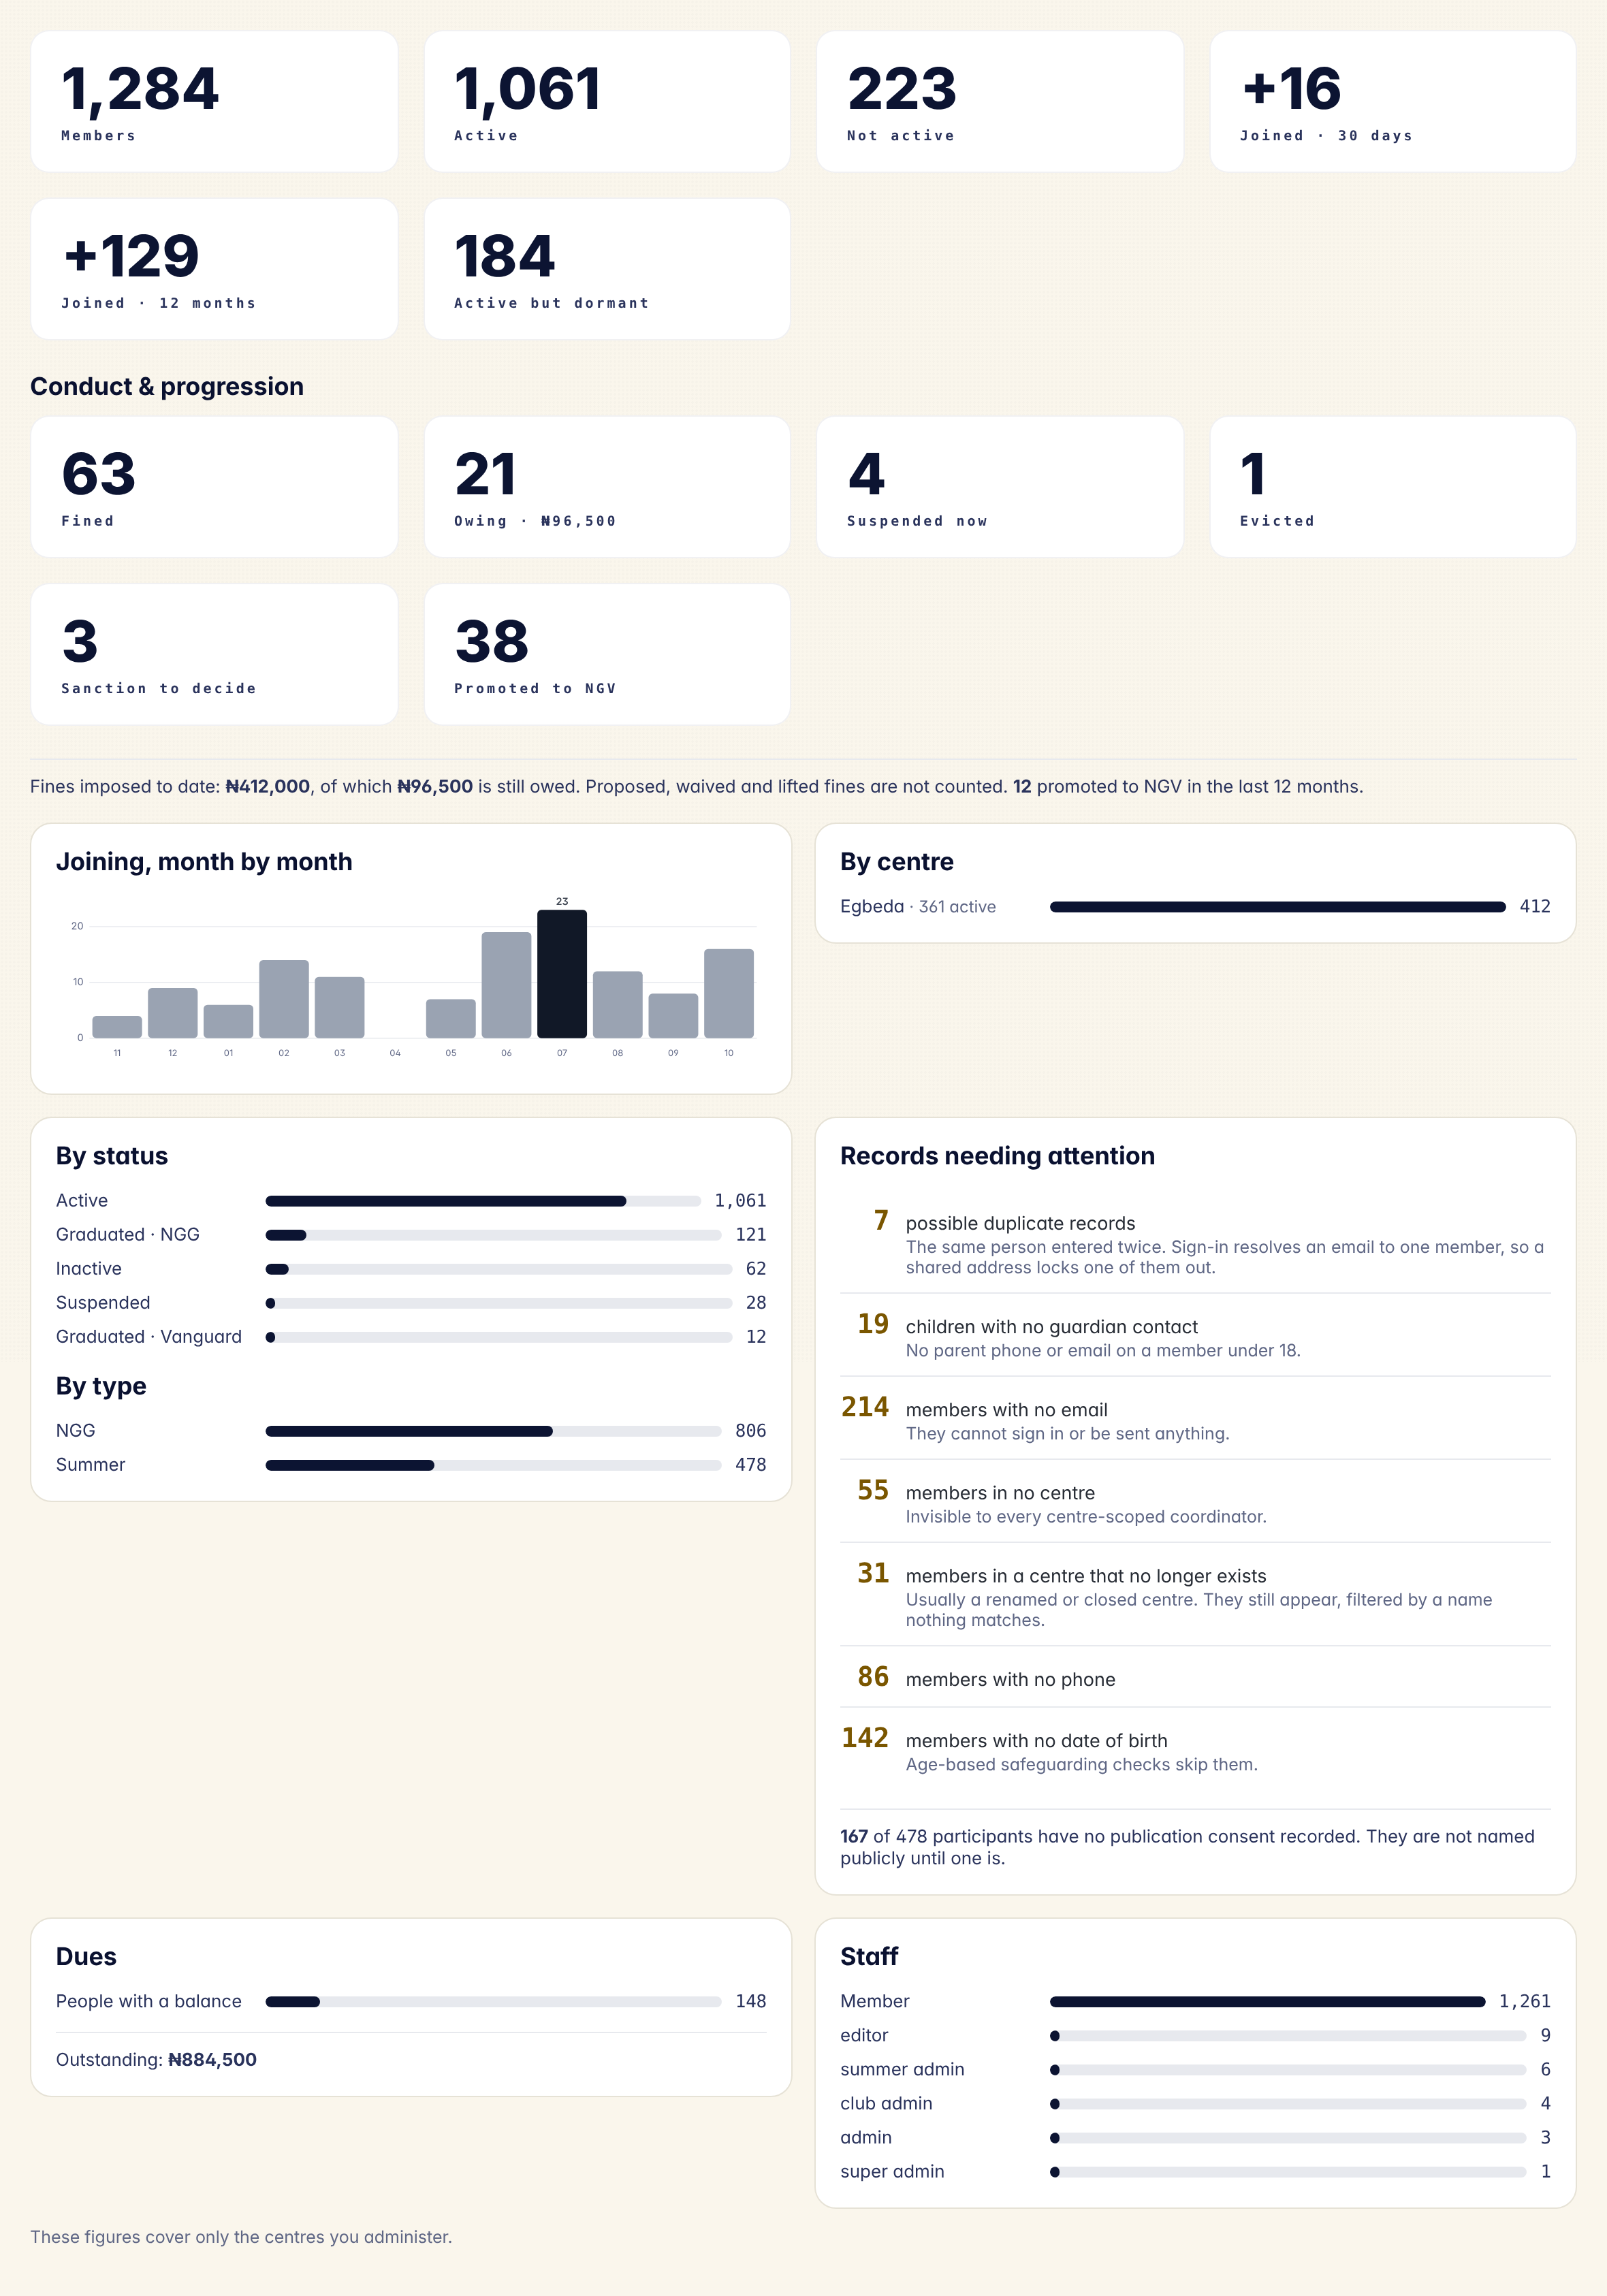 1,284
Members
1,061
Active
223
Not active
+16
Joined · 30 days
+129
Joined · 12 months
184
Active but dormant
Conduct & progression
63
Fined
21
Owing · ₦96,500
4
Suspended now
1
Evicted
3
Sanction to decide
38
Promoted to NGV
Fines imposed to date: ₦412,000, of which ₦96,500 is still owed. Proposed, waived and lifted fines are not counted. 12 promoted to NGV in the last 12 months.
Joining, month by month
23
20
10
0
11 12 01 02 03 04 05 06 07 08 09 10
By centre
Egbeda · 361 active 412
By status
Active 1,061
Graduated · NGG 121
Inactive 62
Suspended 28
Graduated · Vanguard 12
By type
NGG 806
Summer 478
Records needing attention
7 possible duplicate records
The same person entered twice. Sign-in resolves an email to one member, so a
shared address locks one of them out.
19 children with no guardian contact
No parent phone or email on a member under 18.
214 members with no email
They cannot sign in or be sent anything.
55 members in no centre
Invisible to every centre-scoped coordinator.
31 members in a centre that no longer exists
Usually a renamed or closed centre. They still appear, filtered by a name
nothing matches.
86 members with no phone
142 members with no date of birth
Age-based safeguarding checks skip them.
167 of 478 participants have no publication consent recorded. They are not named
publicly until one is.
Dues
People with a balance 148
Outstanding: ₦884,500
Staff
Member 1,261
editor 9
summer admin 6
club admin 4
admin 3
super admin 1
These figures cover only the centres you administer.